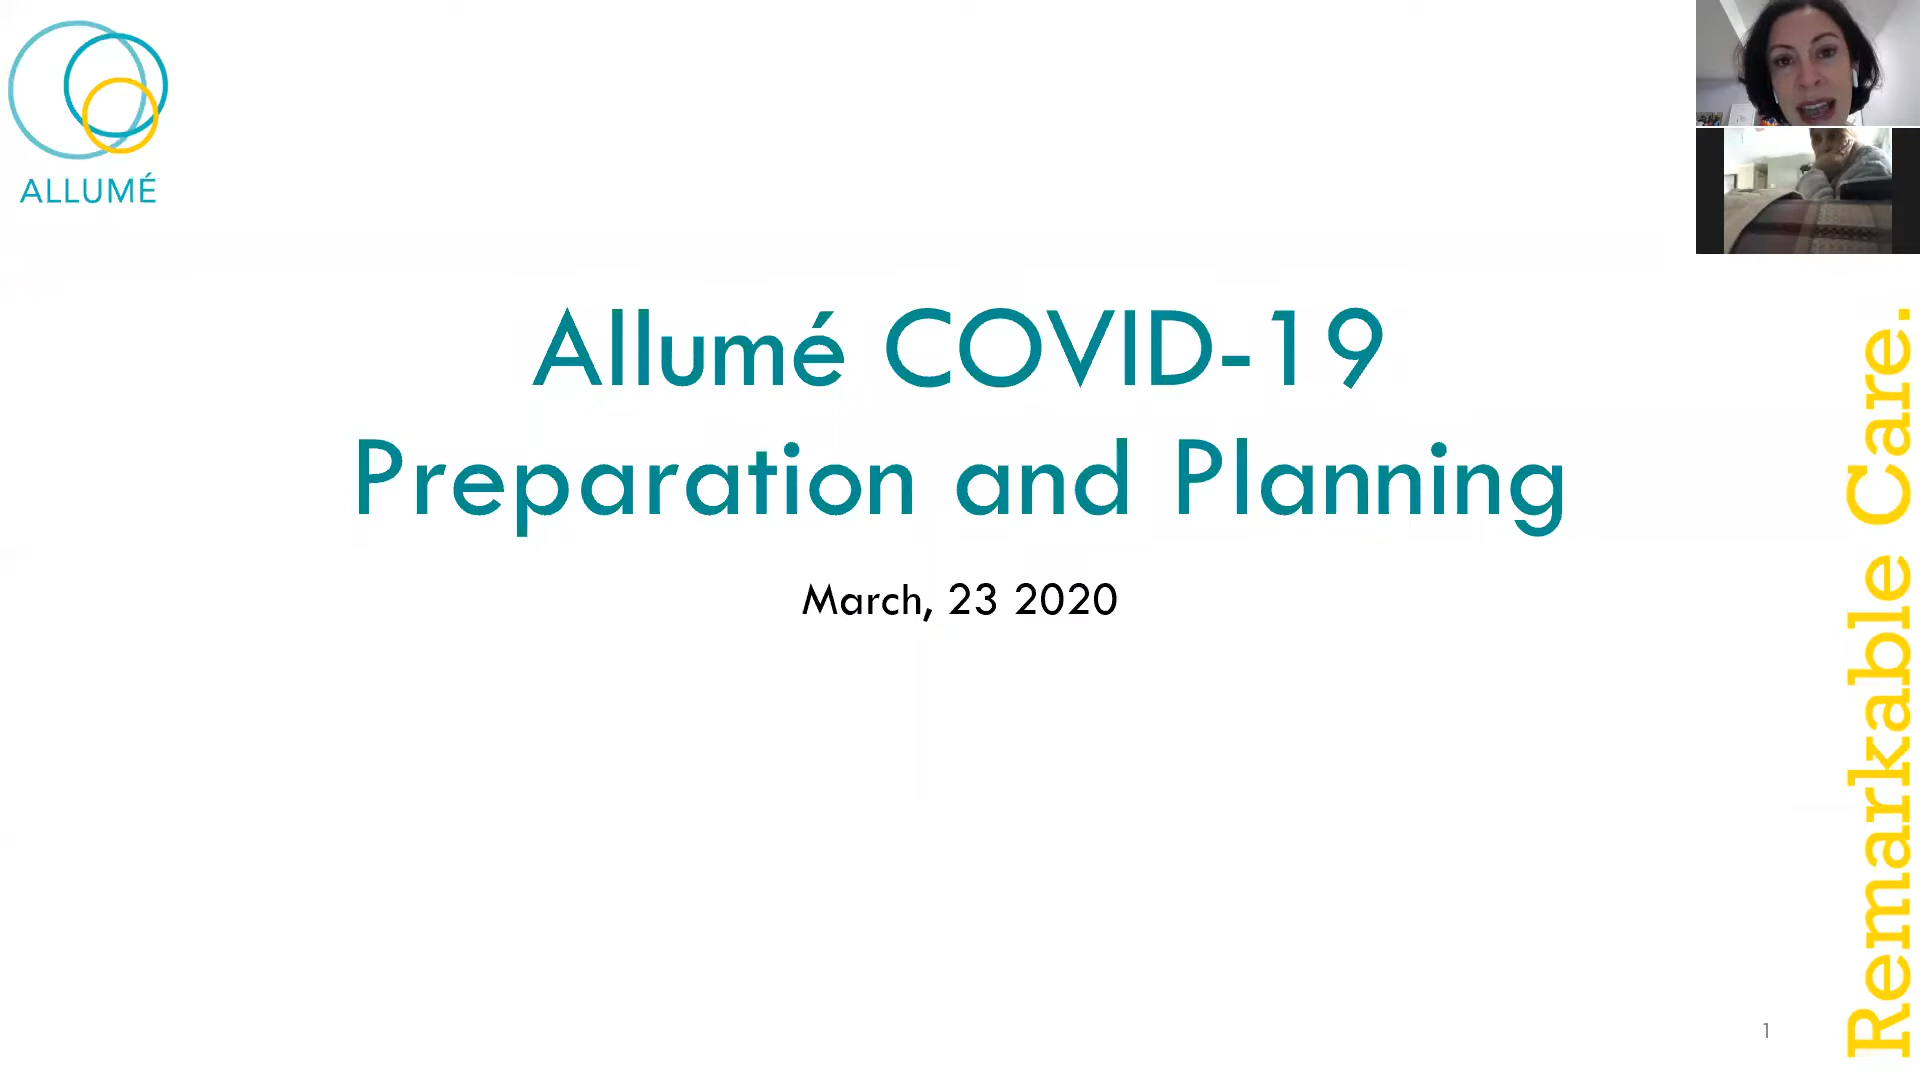 ALLUMÉ
Allumé COVID-19
Preparation and Planning
March, 23 2020
Remarkable Care.
1